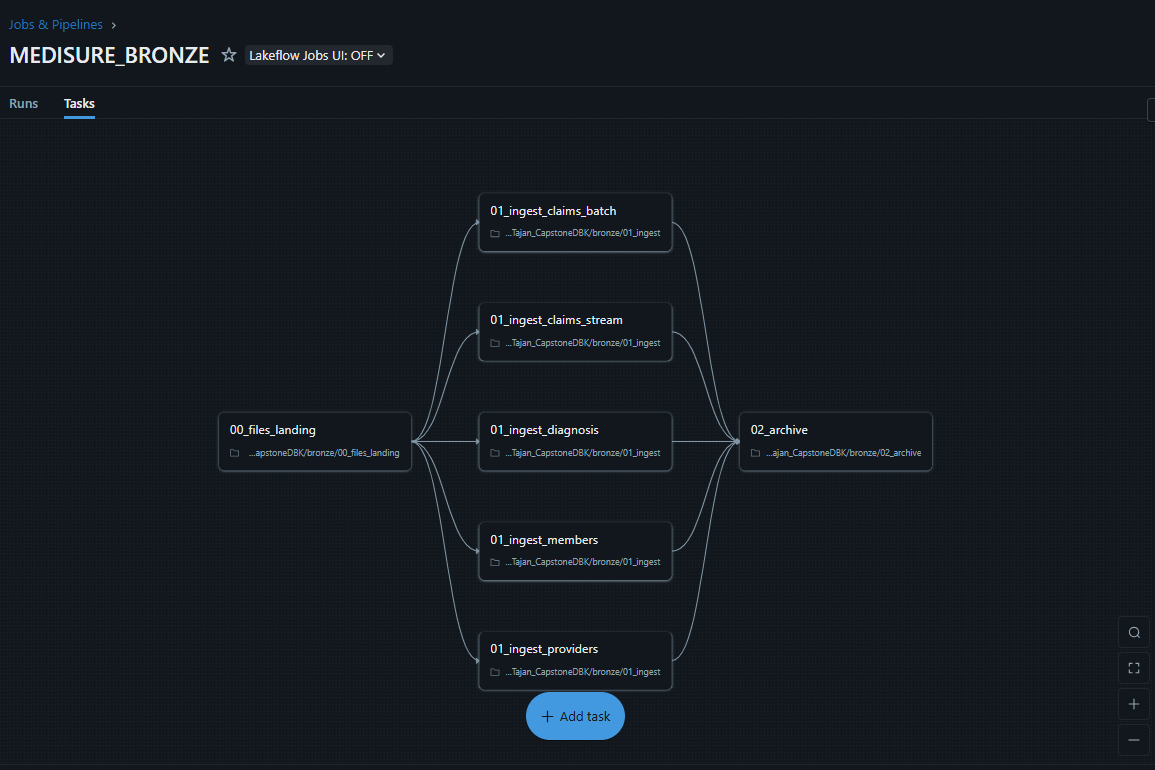 Jobs & Pipelines ›
MEDISURE_BRONZE
Lakeflow Jobs UI: OFF
Runs
Tasks
01_ingest_claims_batch
...Tajan_CapstoneDBK/bronze/01_ingest
01_ingest_claims_stream
...Tajan_CapstoneDBK/bronze/01_ingest
00_files_landing
...apstoneDBK/bronze/00_files_landing
01_ingest_diagnosis
...Tajan_CapstoneDBK/bronze/01_ingest
02_archive
...ajan_CapstoneDBK/bronze/02_archive
01_ingest_members
...Tajan_CapstoneDBK/bronze/01_ingest
01_ingest_providers
...Tajan_CapstoneDBK/bronze/01_ingest
+ Add task